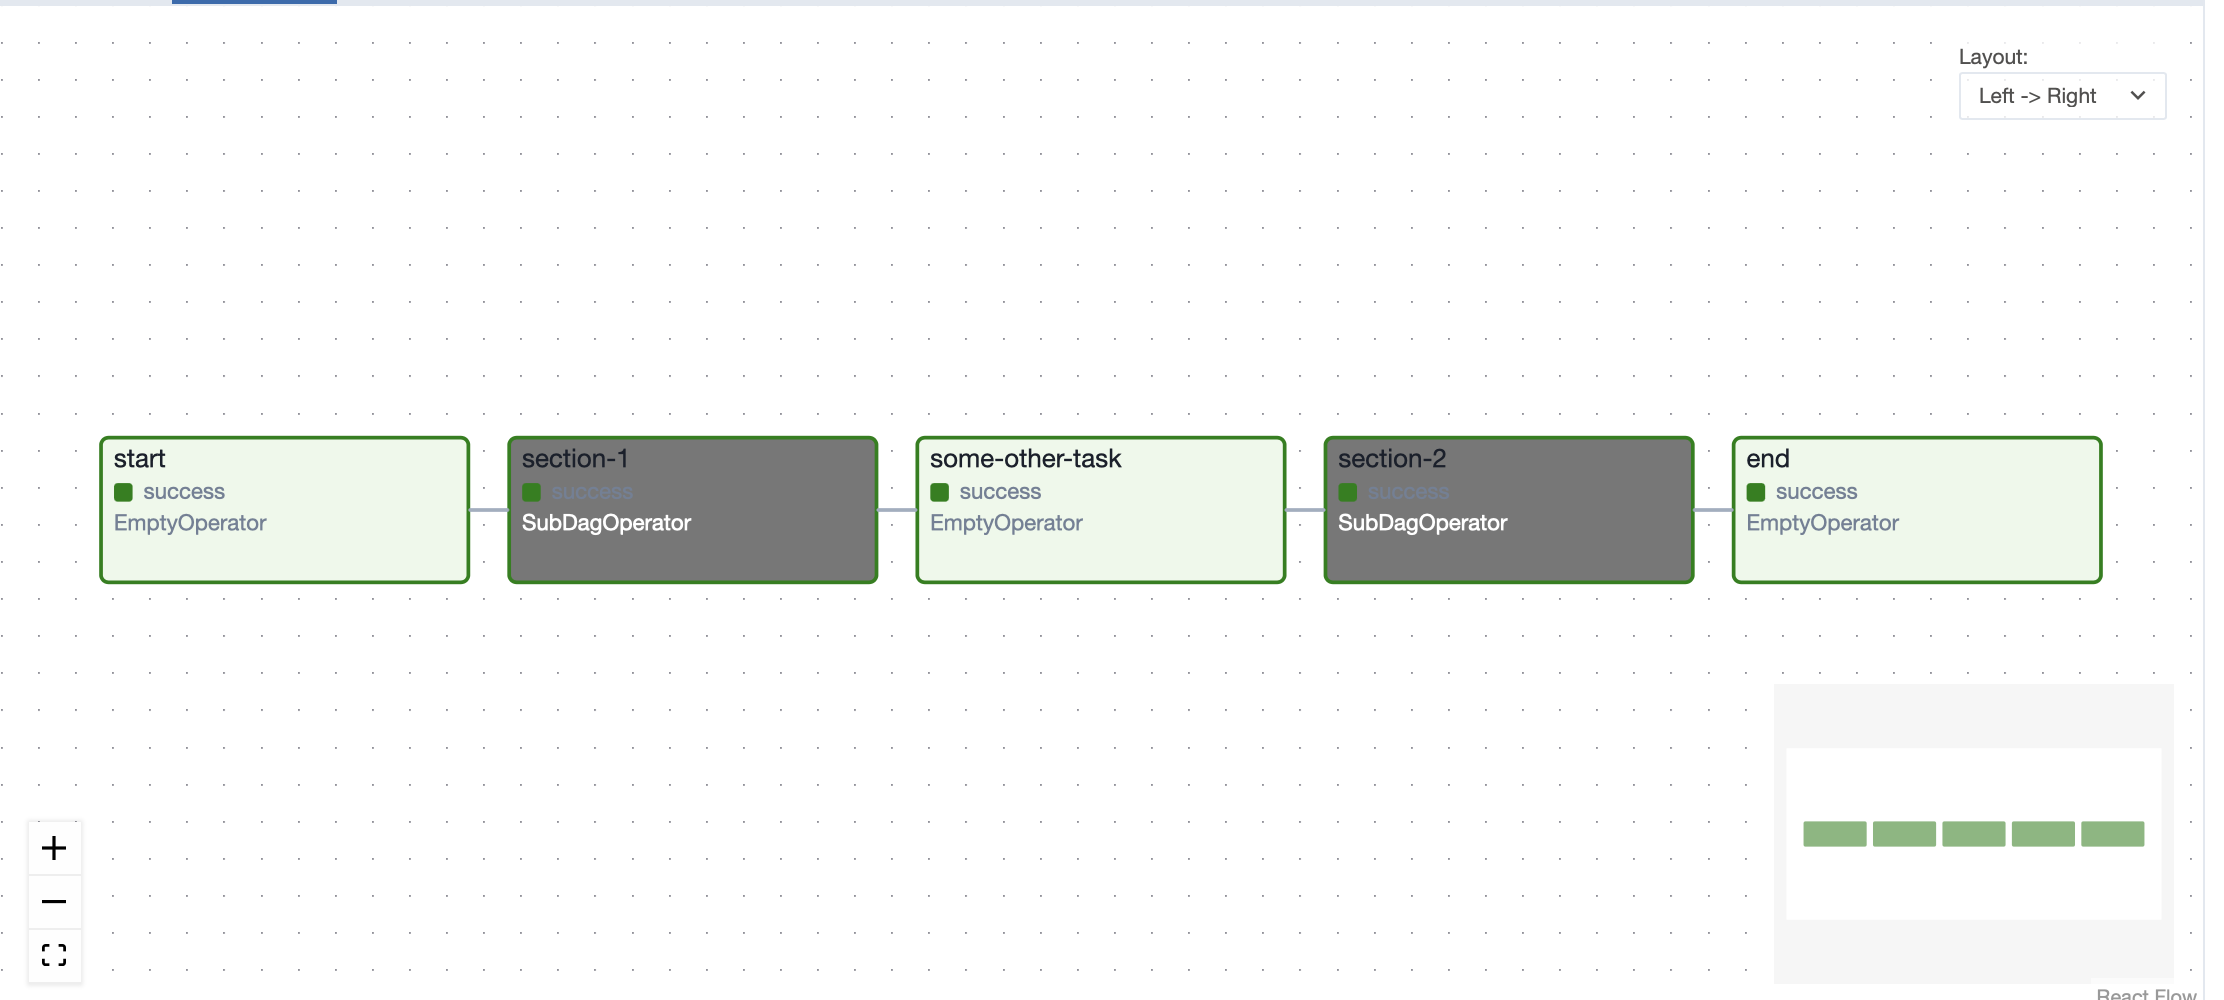 Layout:
Left -> Right
start
success
EmptyOperator
section-1
success
SubDagOperator
some-other-task
success
EmptyOperator
section-2
success
SubDagOperator
end
success
EmptyOperator
React Flow